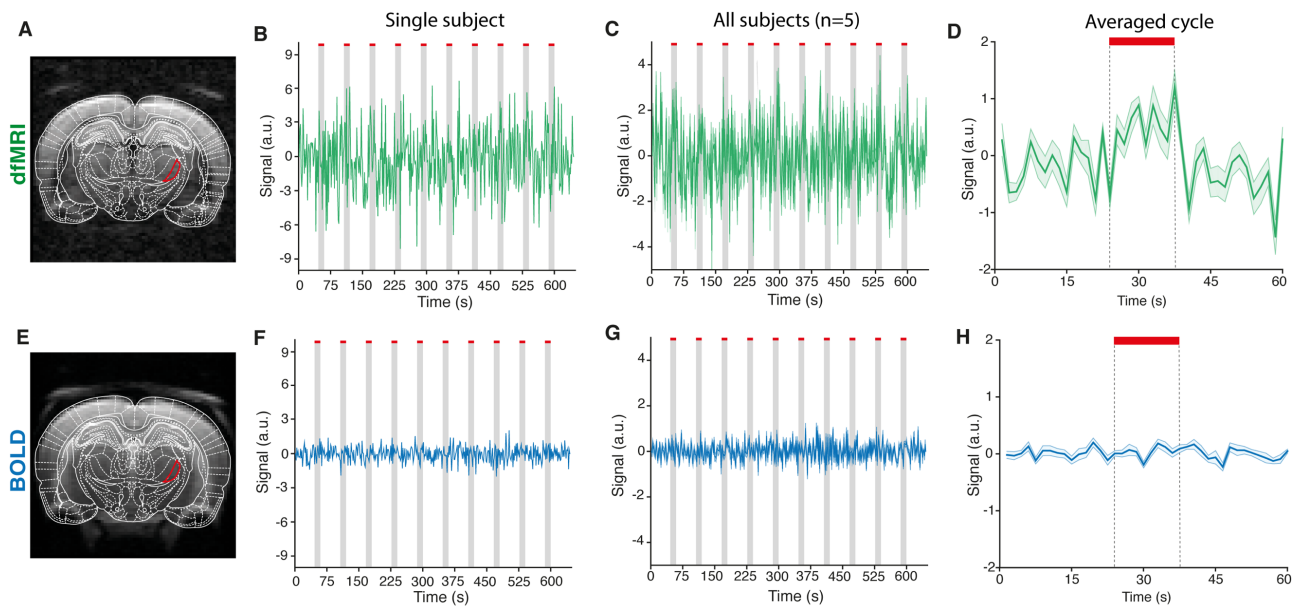 Single subject
All subjects (n=5)
Averaged cycle
A
B
C
D
dfMRI
Signal (a.u.)
9
6
3
0
-3
-6
-9
0 75 150 225 300 375 450 525 600
Time (s)
Signal (a.u.)
4
2
0
-2
-4
0 75 150 225 300 375 450 525 600
Time (s)
Signal (a.u.)
2
1
0
-1
-2
0 15 30 45 60
Time (s)
E
F
G
H
BOLD
Signal (a.u.)
9
6
3
0
-3
-6
-9
0 75 150 225 300 375 450 525 600
Time (s)
Signal (a.u.)
4
2
0
-2
-4
0 75 150 225 300 375 450 525 600
Time (s)
Signal (a.u.)
2
1
0
-1
-2
0 15 30 45 60
Time (s)